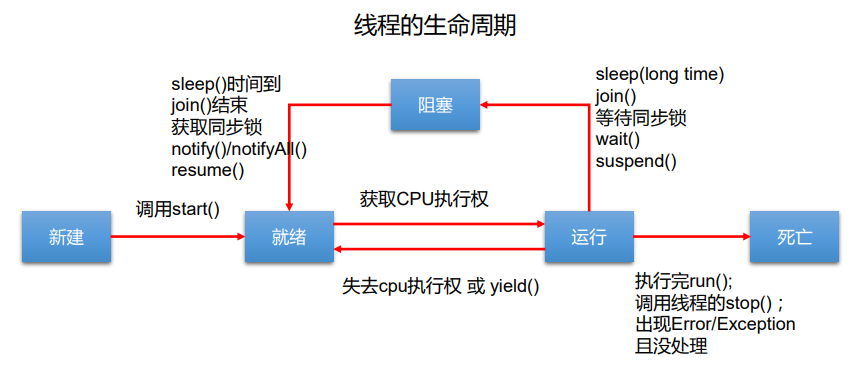 线程的生命周期
sleep()时间到
join()结束
获取同步锁
notify()/notifyAll()
resume()
阻塞
sleep(long time)
join()
等待同步锁
wait()
suspend()
调用start()
获取CPU执行权
新建
就绪
运行
死亡
失去cpu执行权 或 yield()
执行完run();
调用线程的stop() ;
出现Error/Exception
且没处理